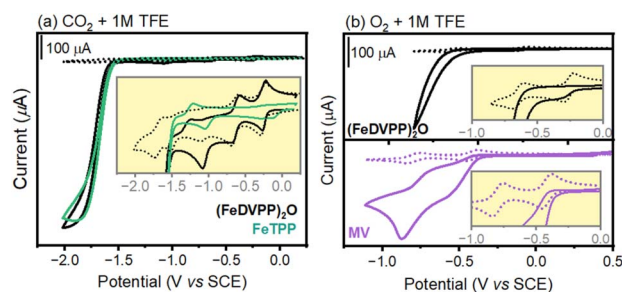 (a) CO₂ + 1M TFE
100 µA
Current (µA)
-2.0 -1.5 -1.0 -0.5 0.0
(FeDVPP)₂O
FeTPP
-2.0 -1.5 -1.0 -0.5 0.0
Potential (V vs SCE)
(b) O₂ + 1M TFE
100 µA
Current (µA)
-1.0 -0.5 0.0
(FeDVPP)₂O
MV
-1.0 -0.5 0.0
-1.0 -0.5 0.0 0.5
Potential (V vs SCE)